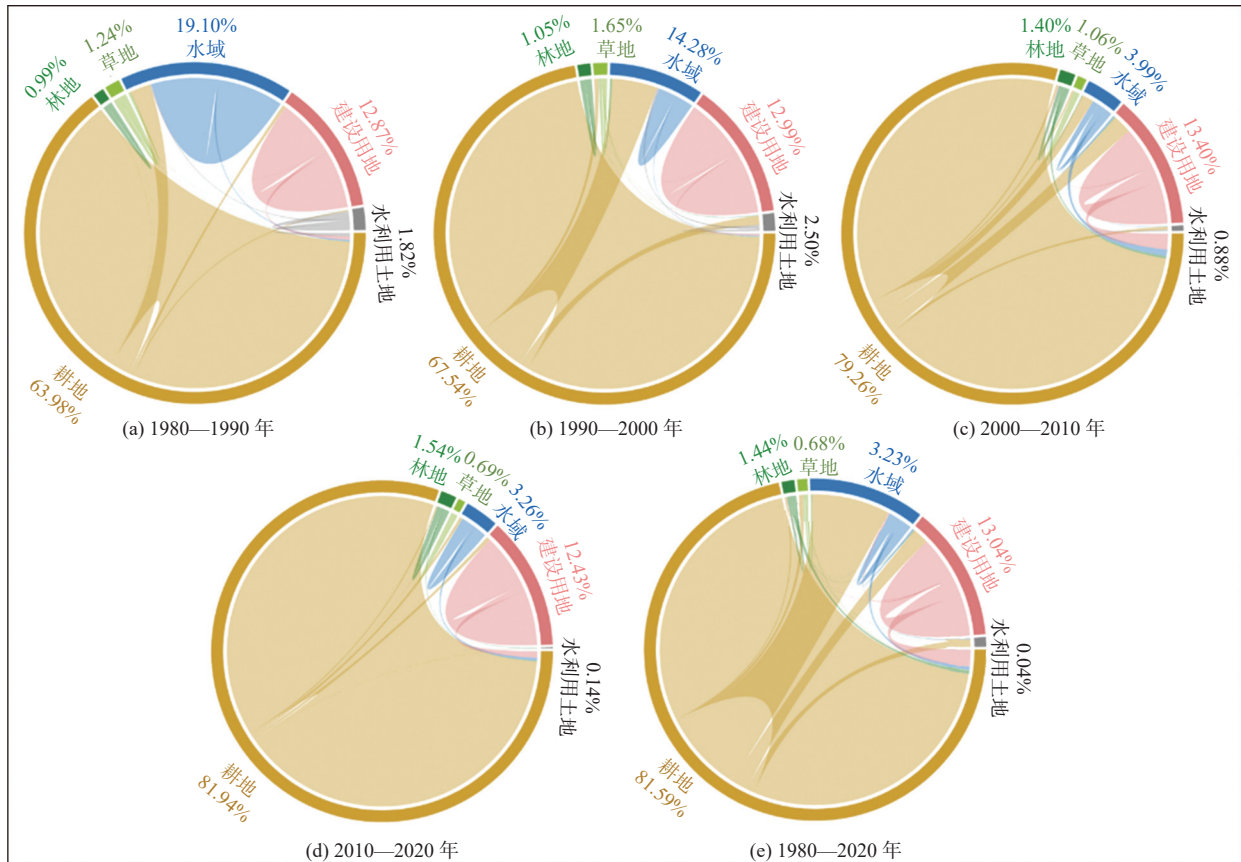 0.99%
林地
1.24%
草地
19.10%
水域
12.87%
建设用地
水利用土地
1.82%
耕地
63.98%
(a) 1980—1990 年
1.05%
林地
1.65%
草地
14.28%
水域
12.99%
建设用地
水利用土地
2.50%
耕地
67.54%
(b) 1990—2000 年
1.40%
林地
1.06%
草地
3.99%
水域
13.40%
建设用地
水利用土地
0.88%
耕地
79.26%
(c) 2000—2010 年
1.54%
林地
0.69%
草地
3.26%
水域
12.43%
建设用地
水利用土地
0.14%
耕地
81.94%
(d) 2010—2020 年
1.44%
林地
0.68%
草地
3.23%
水域
13.04%
建设用地
水利用土地
0.04%
耕地
81.59%
(e) 1980—2020 年